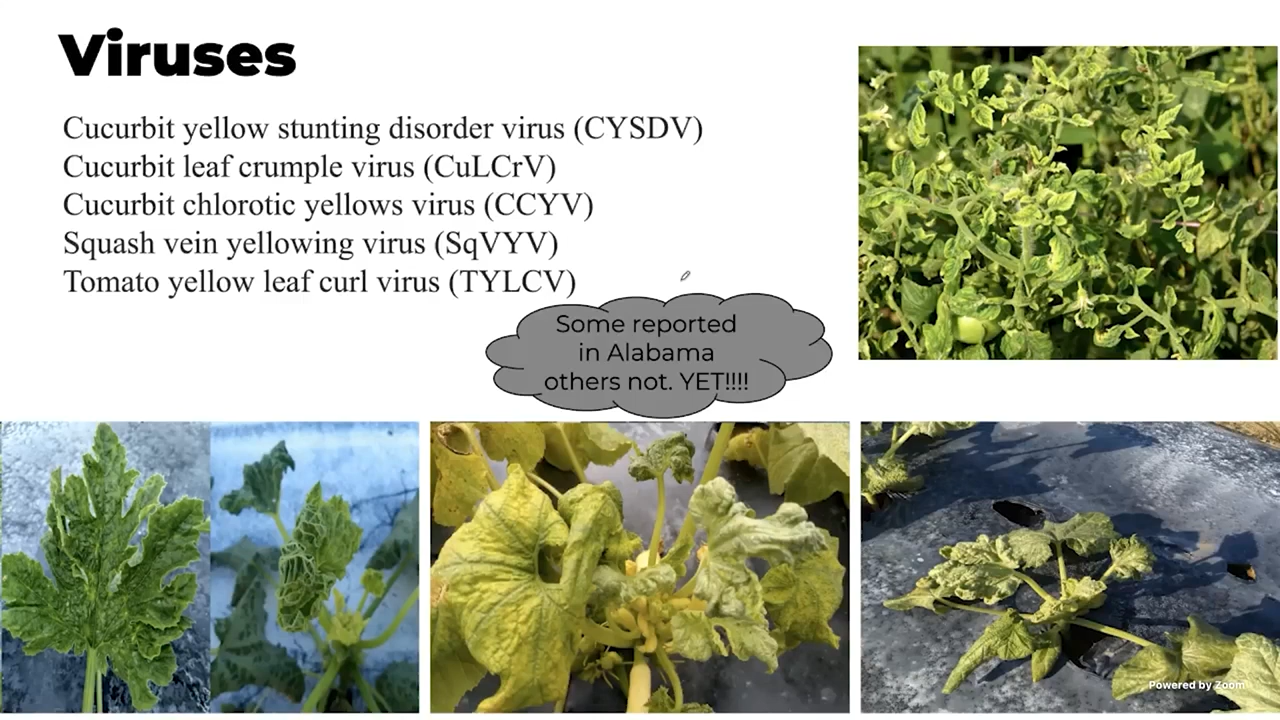 Viruses
Cucurbit yellow stunting disorder virus (CYSDV)
Cucurbit leaf crumple virus (CuLCrV)
Cucurbit chlorotic yellows virus (CCYV)
Squash vein yellowing virus (SqVYV)
Tomato yellow leaf curl virus (TYLCV)
Some reported
in Alabama
others not. YET!!!!
Powered by Zoom